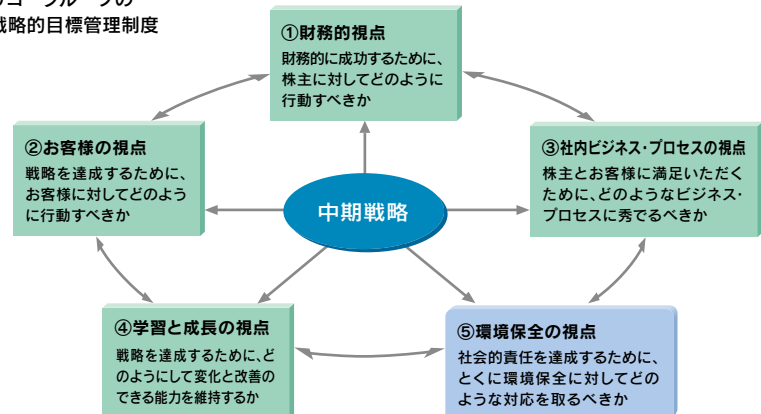 戦略的目標管理制度
①財務的視点
財務的に成功するために、
株主に対してどのように
行動すべきか
②お客様の視点
戦略を達成するために、
お客様に対してどのよう
に行動すべきか
③社内ビジネス・プロセスの視点
株主とお客様に満足いただく
ために、どのようなビジネス・
プロセスに秀でるべきか
中期戦略
④学習と成長の視点
戦略を達成するために、ど
のようにして変化と改善の
できる能力を維持するか
⑤環境保全の視点
社会的責任を達成するために、
とくに環境保全に対してどの
ような対応を取るべきか